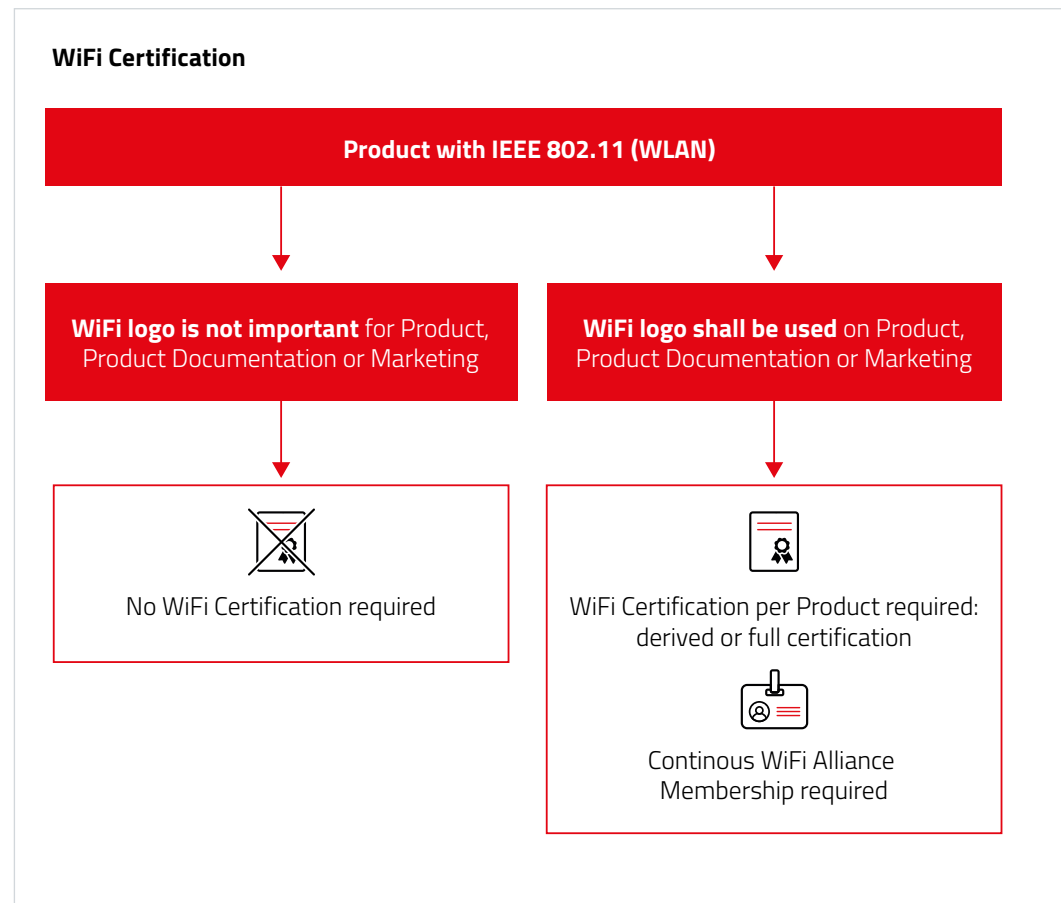 WiFi Certification
Product with IEEE 802.11 (WLAN)
WiFi logo is not important for Product,
Product Documentation or Marketing
WiFi logo shall be used on Product,
Product Documentation or Marketing
No WiFi Certification required
WiFi Certification per Product required:
derived or full certification
Continous WiFi Alliance
Membership required